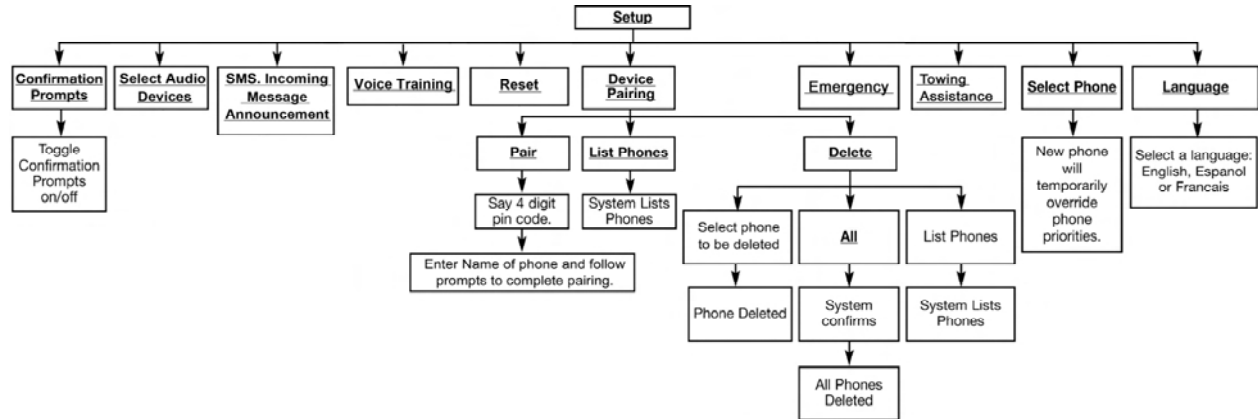 Setup
Confirmation
Prompts
Select Audio
Devices
SMS. Incoming
Message
Announcement
Voice Training
Reset
Device
Pairing
Emergency
Towing
Assistance
Select Phone
Language
Toggle
Confirmation
Prompts
on/off
Pair
List Phones
Delete
New phone
will
temporarily
override
phone
priorities.
Select a language:
English, Espanol
or Francais
Say 4 digit
pin code.
System Lists
Phones
Select phone
to be deleted
All
List Phones
Enter Name of phone and follow
prompts to complete pairing.
Phone Deleted
System
confirms
System Lists
Phones
All Phones
Deleted